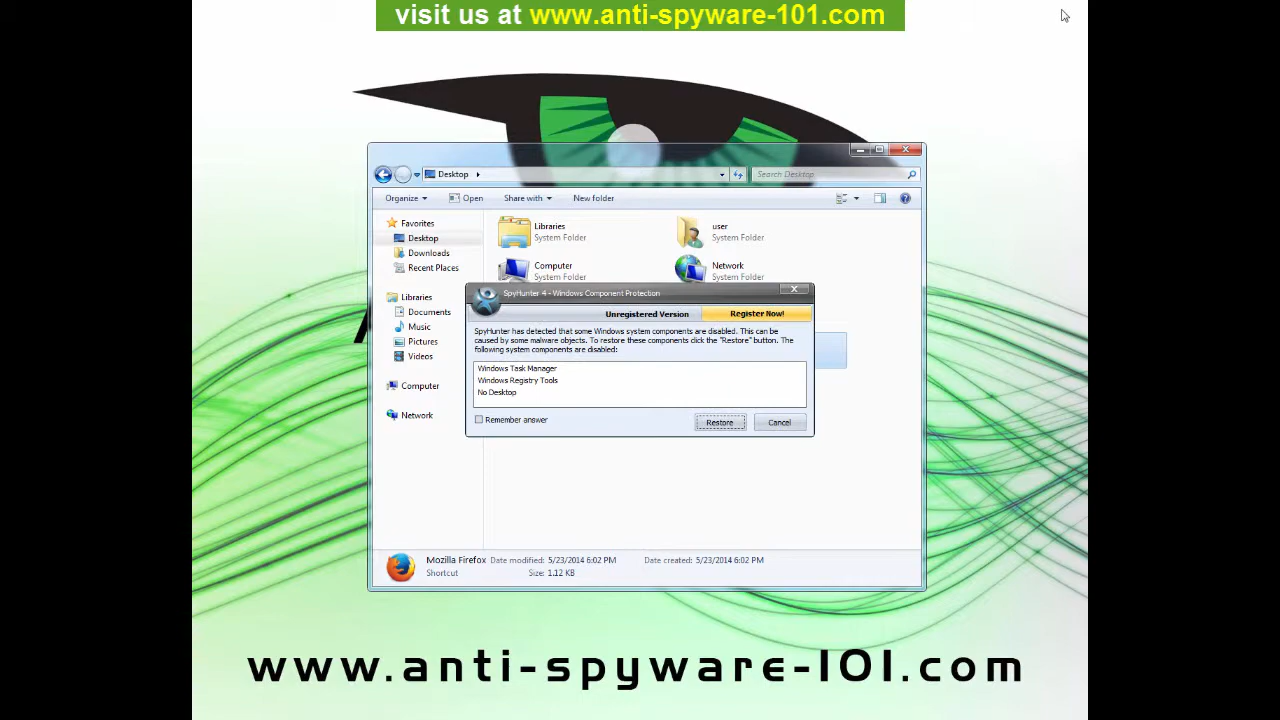 visit us at www.anti-spyware-101.com
Desktop
Search Desktop
Organize Open Share with New folder
Favorites
Desktop
Downloads
Recent Places
Libraries
Documents
Music
Pictures
Videos
Computer
Network
Libraries
System Folder
user
System Folder
Computer
System Folder
Network
System Folder
SpyHunter 4 - Windows Component Protection
Unregistered Version Register Now!
SpyHunter has detected that some Windows system components are disabled. This can be
caused by some malware objects. To restore these components click the "Restore" button. The
following system components are disabled:
Windows Task Manager
Windows Registry Tools
No Desktop
Remember answer Restore Cancel
Mozilla Firefox Date modified: 5/23/2014 6:02 PM Date created: 5/23/2014 6:02 PM
Shortcut Size: 1.12 KB
www.anti-spyware-101.com